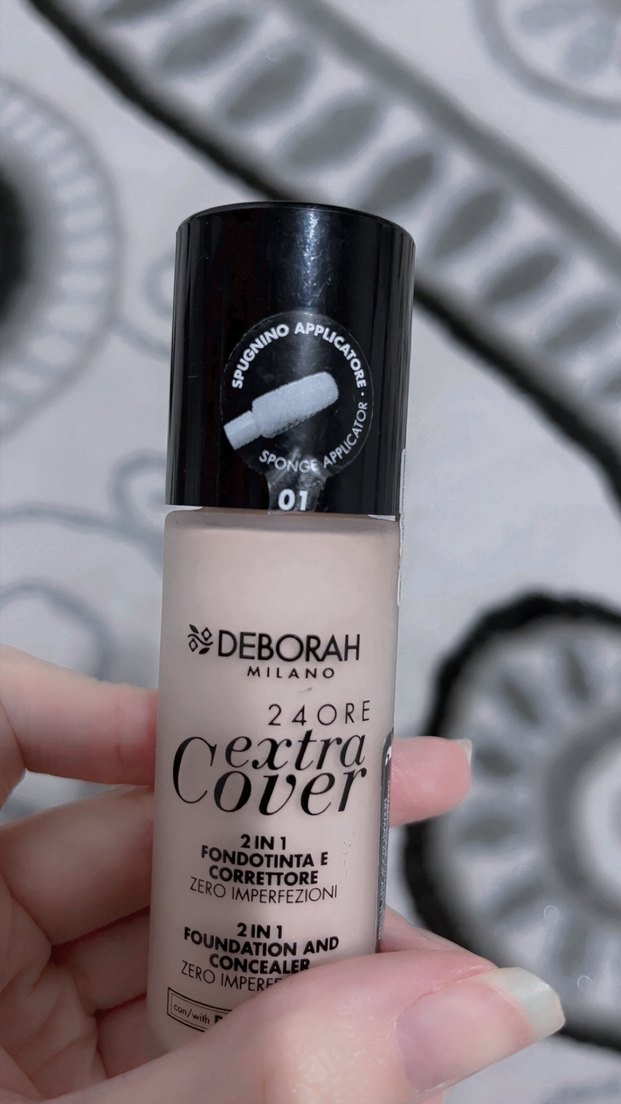 SPUGNINO APPLICATORE
SPONGE APPLICATOR
01
DEBORAH
MILANO
24ORE
extra
Cover
2 IN 1
FONDOTINTA E
CORRETTORE
ZERO IMPERFEZIONI
2 IN 1
FOUNDATION AND
CONCEALER
ZERO
con/with